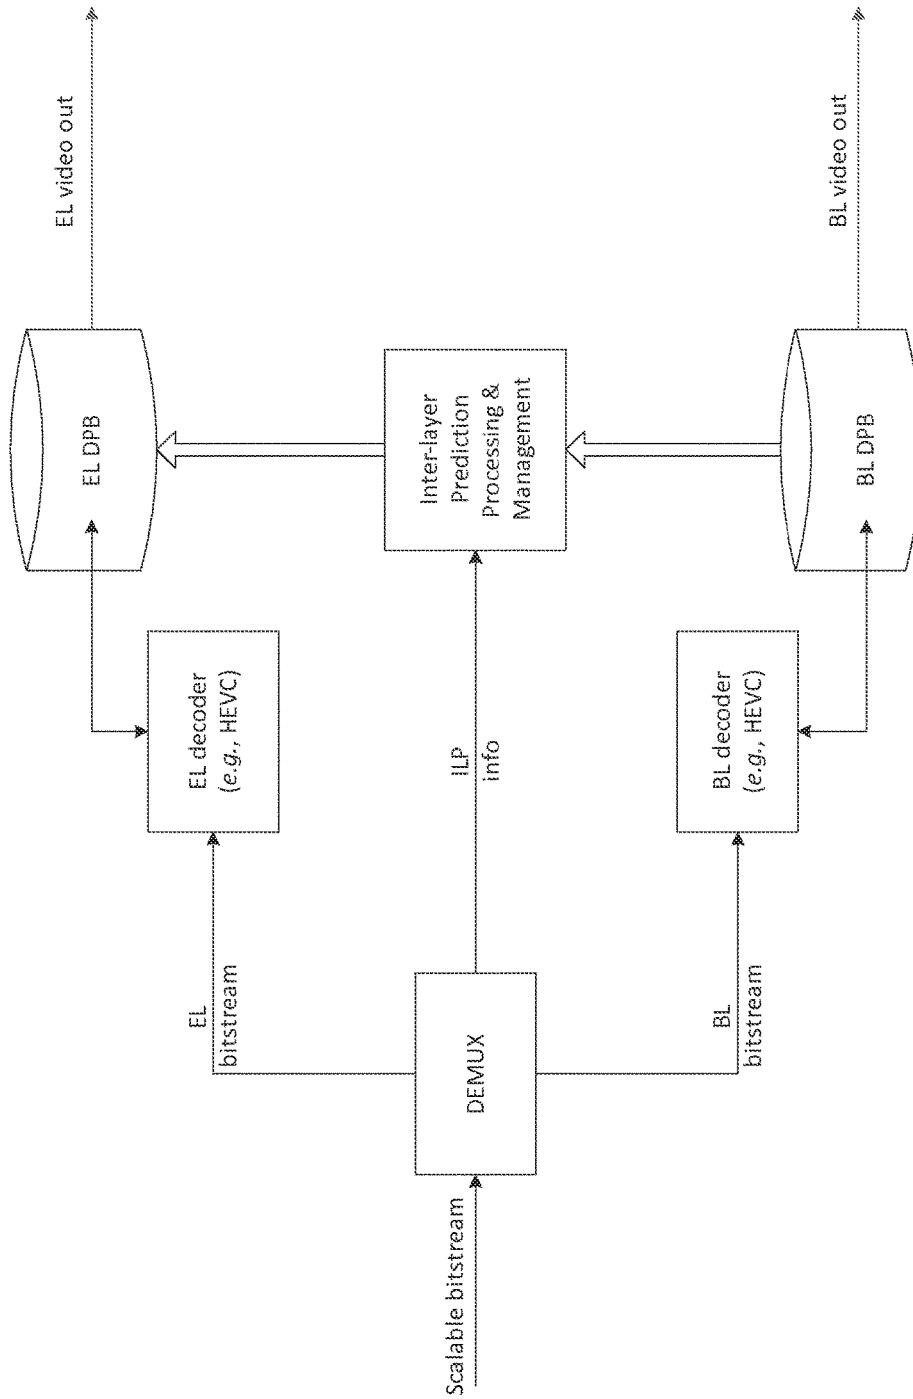 Scalable bitstream
DEMUX
EL
bitstream
ILP
info
BL
bitstream
EL decoder
(e.g., HEVC)
BL decoder
(e.g., HEVC)
EL DPB
Inter-layer
Prediction
Processing &
Management
BL DPB
EL video out
BL video out